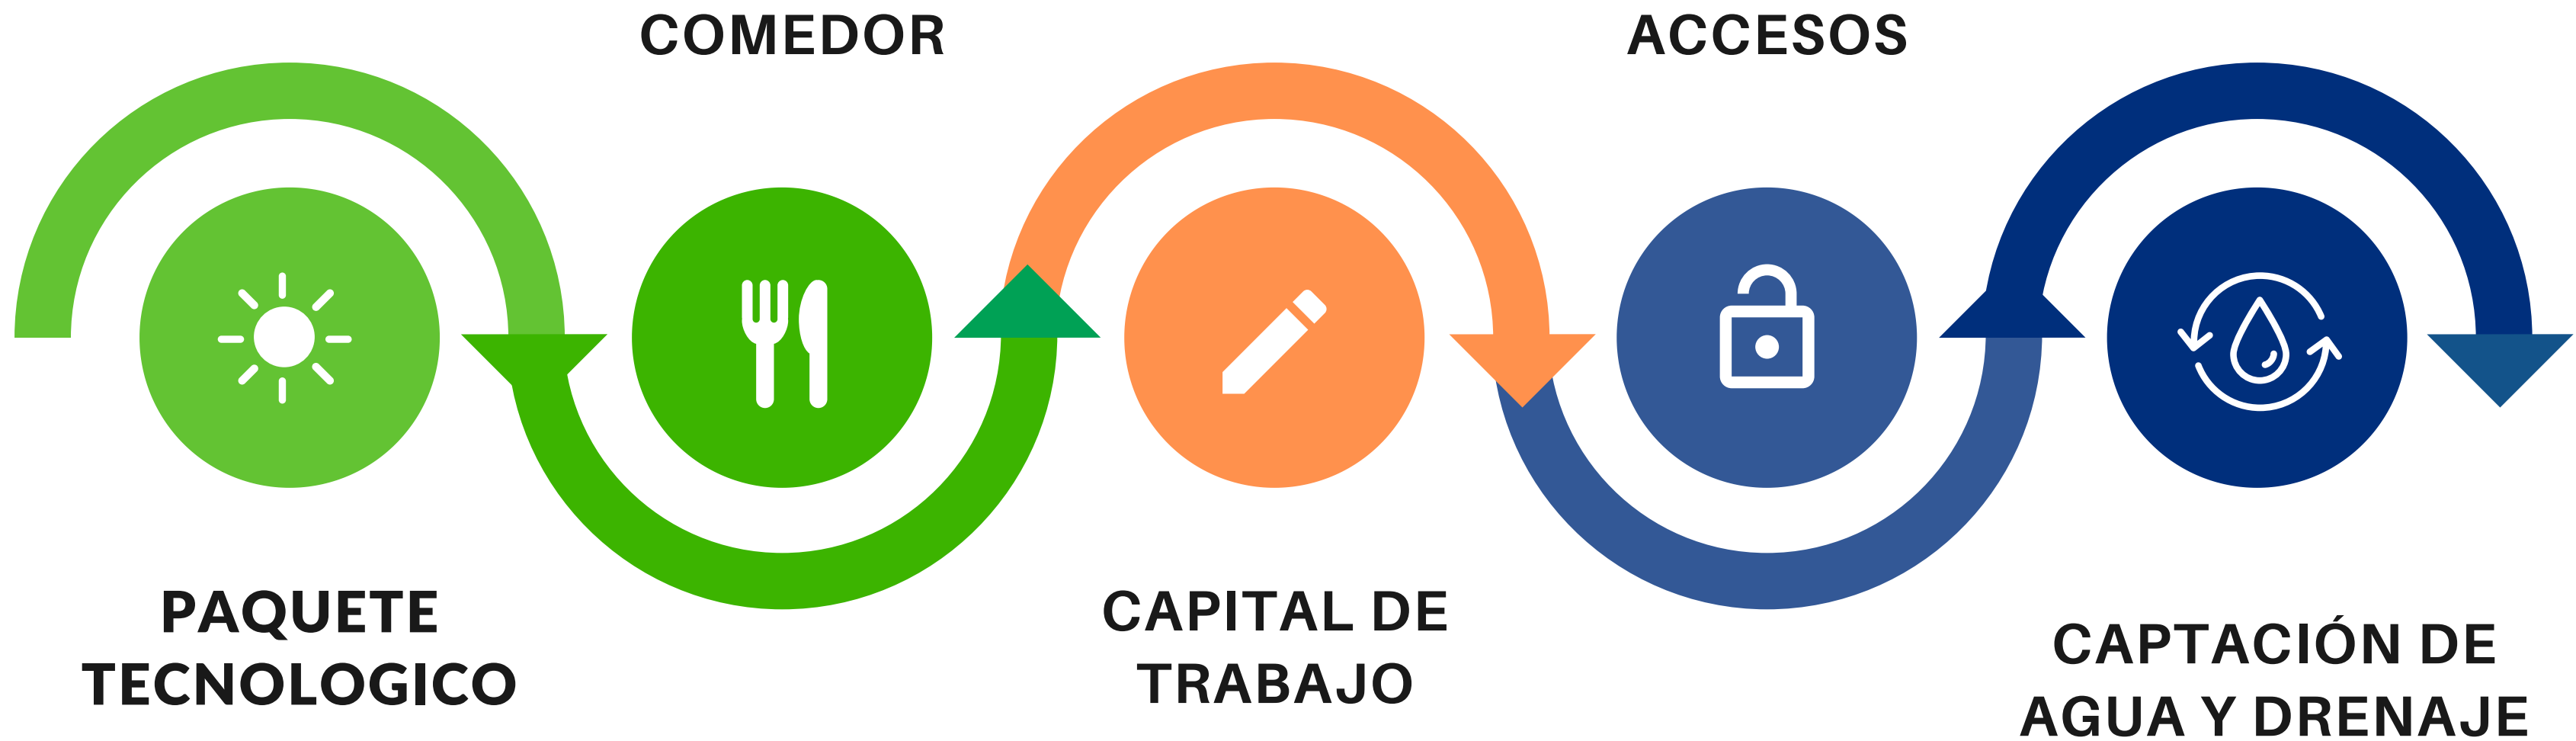 COMEDOR
ACCESOS
PAQUETE
TECNOLOGICO
CAPITAL DE
TRABAJO
CAPTACIÓN DE
AGUA Y DRENAJE